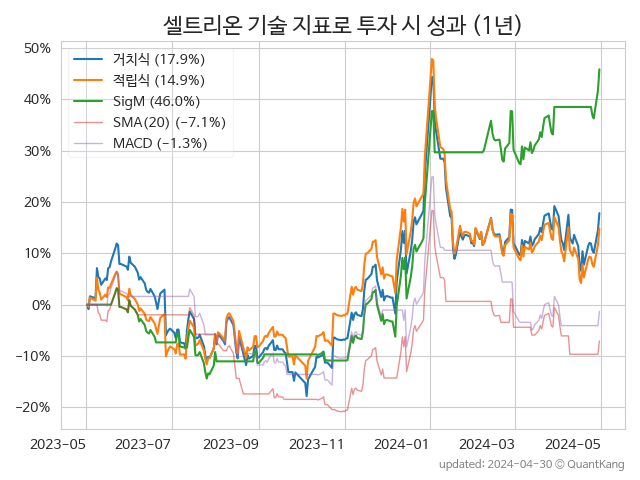 셀트리온 기술 지표로 투자 시 성과 (1년)
50%
40%
30%
20%
10%
0%
−10%
−20%
거치식 (17.9%)
적립식 (14.9%)
SigM (46.0%)
SMA(20) (−7.1%)
MACD (−1.3%)
2023-05 2023-07 2023-09 2023-11 2024-01 2024-03 2024-05
updated: 2024-04-30 © QuantKang